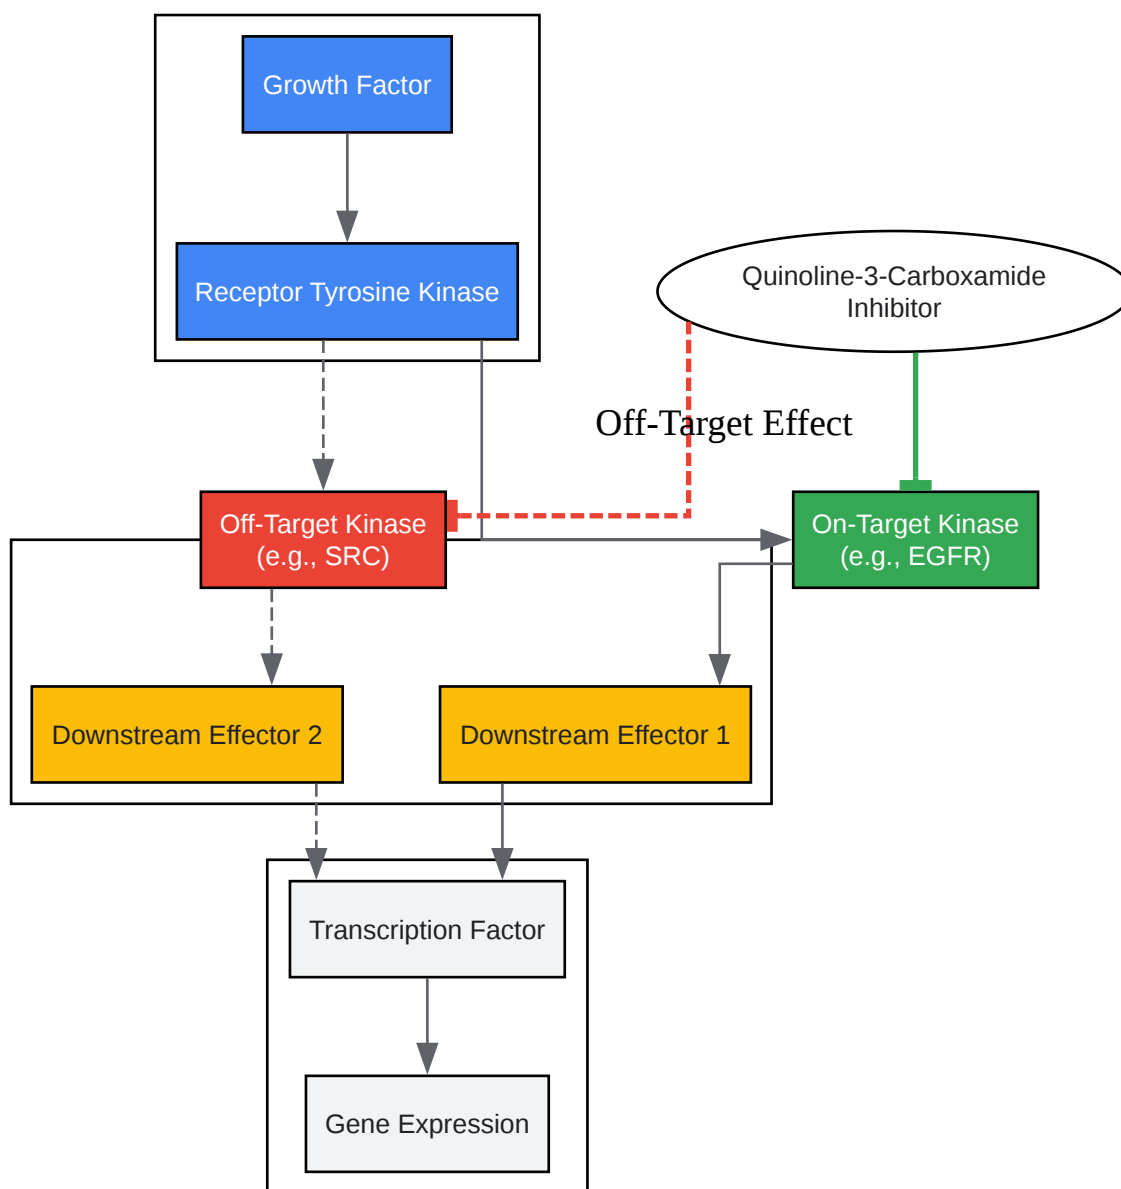 Growth Factor
Receptor Tyrosine Kinase
Quinoline-3-Carboxamide
Inhibitor
Off-Target Effect
Off-Target Kinase
(e.g., SRC)
On-Target Kinase
(e.g., EGFR)
Downstream Effector 2
Downstream Effector 1
Transcription Factor
Gene Expression